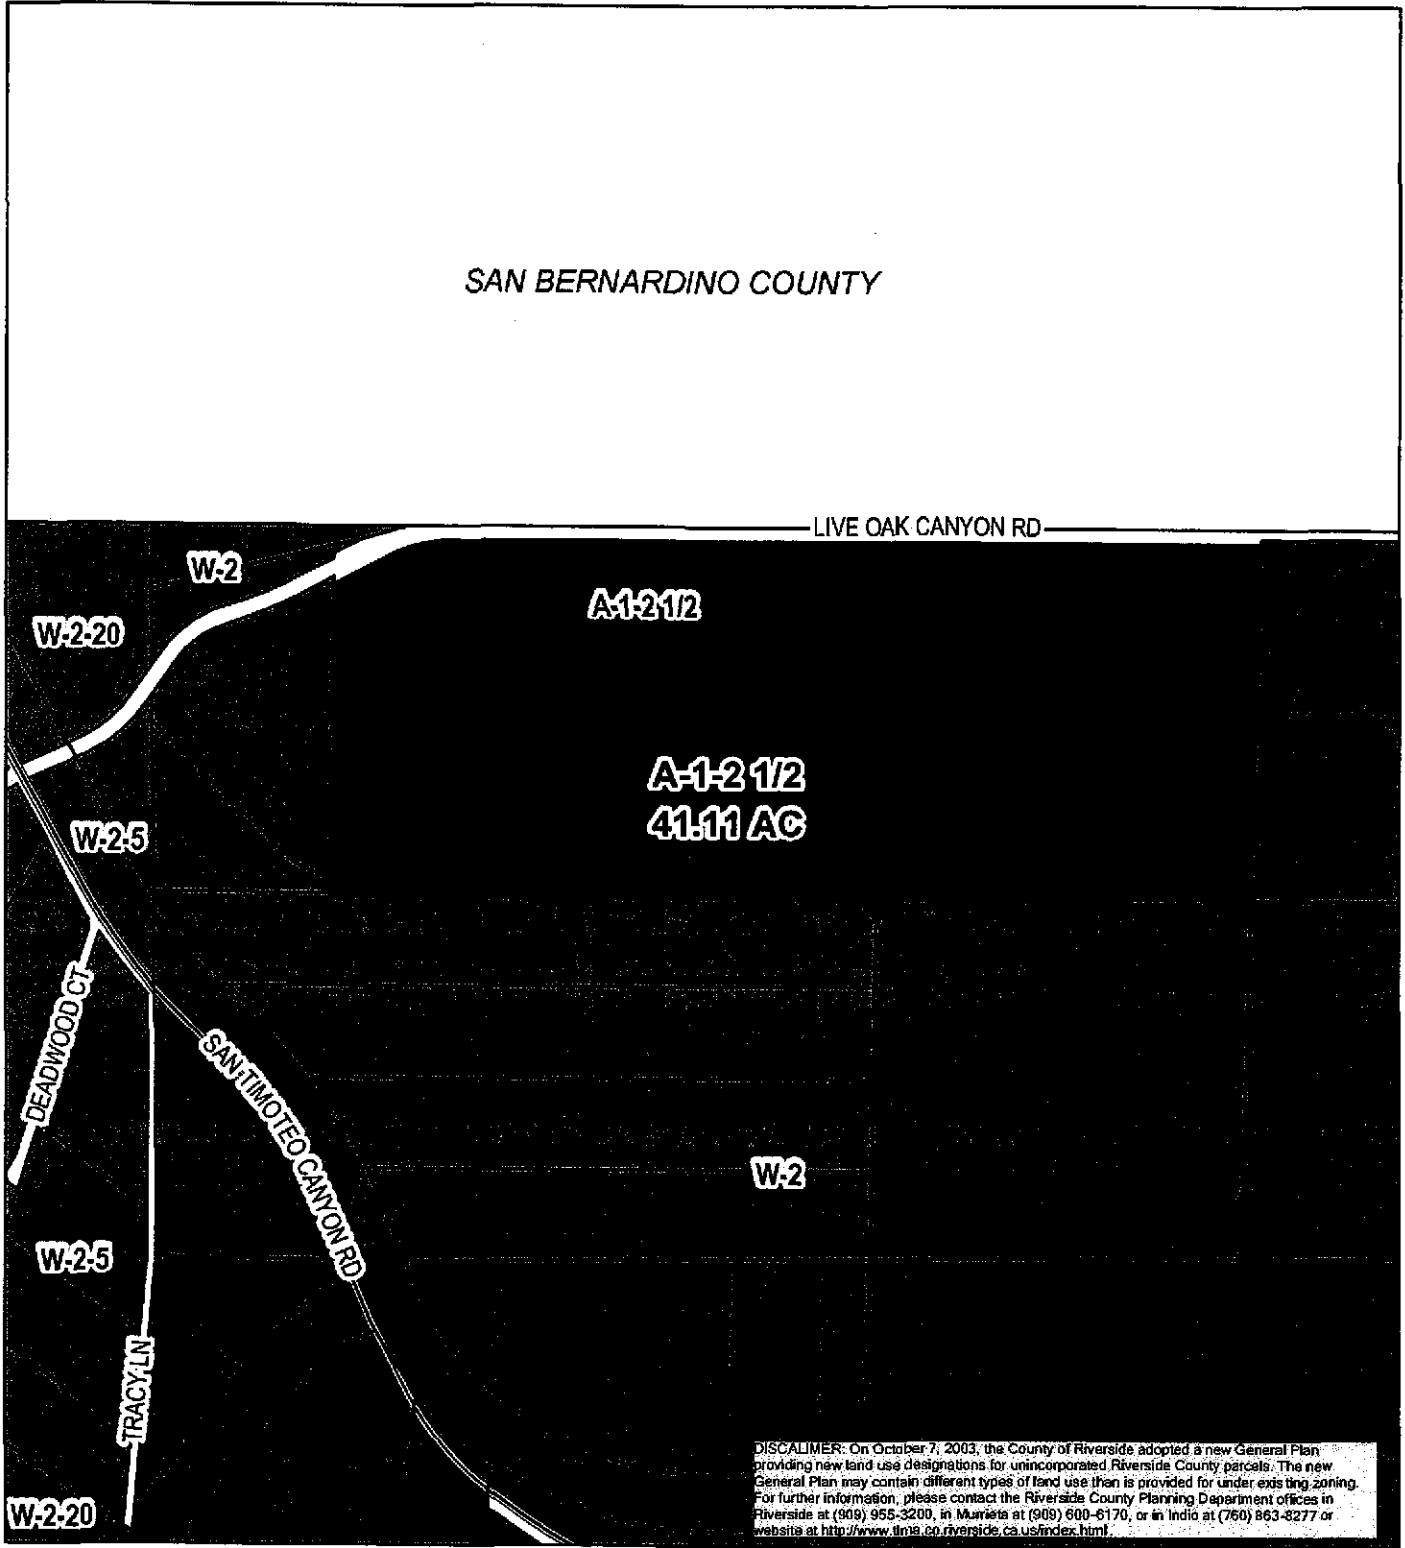 SAN BERNARDINO COUNTY
LIVE OAK CANYON RD
W-2
A-1-2 1/2
W-2-20
A-1-2 1/2
41.11 AC
W-2-5
DEADWOOD CT
SAN TIMOTEO CANYON RD
W-2
W-2-5
TRACY LN
W-2-20
DISCALIMER: On October 7, 2003, the County of Riverside adopted a new General Plan
providing new land use designations for unincorporated Riverside County parcels. The new
General Plan may contain different types of land use than is provided for under existing zoning.
For further information, please contact the Riverside County Planning Department offices in
Riverside at (909) 955-3200, in Murrieta at (909) 600-6170, or in Indio at (760) 863-8277 or
website at http://www.tlma.co.riverside.ca.us/index.html